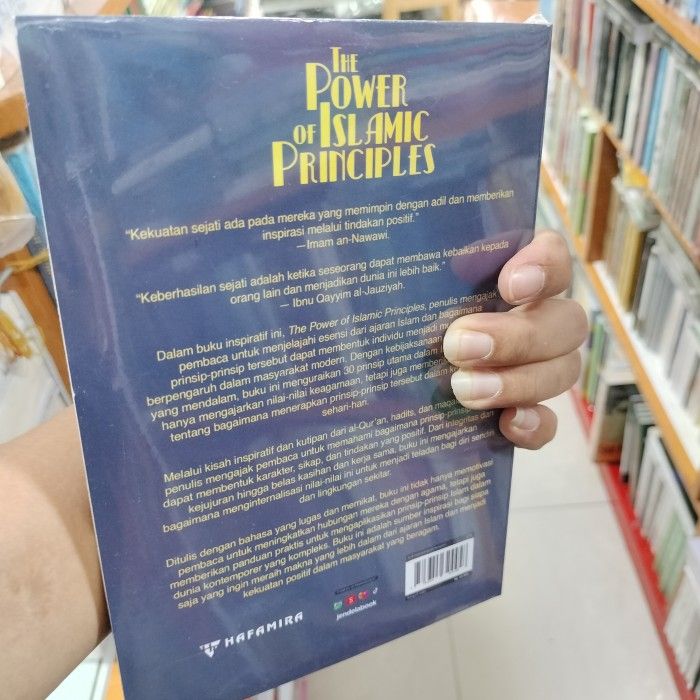 THE
POWER
OF ISLAMIC
PRINCIPLES
“Kekuatan sejati ada pada mereka yang memimpin dengan adil dan memberikan
inspirasi melalui tindakan positif.”
—Imam an-Nawawi.
“Keberhasilan sejati adalah ketika seseorang dapat membawa kebaikan kepada
orang lain dan menjadikan dunia ini lebih baik.”
— Ibnu Qayyim al-Jauziyah.
Dalam buku inspiratif ini, The Power of Islamic Principles, penulis mengajak
pembaca untuk menjelajahi esensi dari ajaran Islam dan bagaimana
prinsip-prinsip tersebut dapat membentuk individu menjadi
berpengaruh dalam masyarakat modern. Dengan kebijaksanaan
yang mendalam, buku ini menguraikan 30 prinsip utama dalam
hanya mengajarkan nilai-nilai keagamaan, tetapi juga
tentang bagaimana menerapkan prinsip-prinsip tersebut dalam
sehari-hari.
Melalui kisah inspiratif dan kutipan dari al-Qur’an, hadits, dan
penulis mengajak pembaca untuk memahami bagaimana prinsip-prinsip
dapat membentuk karakter, sikap, dan tindakan yang positif. Dari integritas dan
kejujuran hingga belas kasihan dan kerja sama, buku ini mengajarkan
bagaimana menginternalisasi nilai-nilai ini untuk menjadi teladan bagi diri sendiri
dan lingkungan sekitar.
Ditulis dengan bahasa yang lugas dan memikat, buku ini tidak hanya memotivasi
pembaca untuk meningkatkan hubungan mereka dengan agama, tetapi juga
memberikan panduan praktis untuk mengaplikasikan prinsip-prinsip Islam dalam
dunia kontemporer yang kompleks. Buku ini adalah sumber inspirasi bagi siapa
saja yang ingin meraih makna yang lebih dalam dari ajaran Islam dan menjadi
kekuatan positif dalam masyarakat yang beragam.
HAFAMIRA
jendelabook